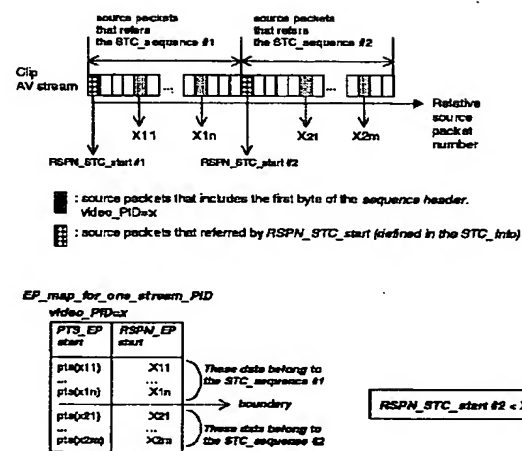 source packets
that refers
the STC_sequence #1
source packets
that refers
the STC_sequence #2
Clip
AV stream
...
...
Relative
source
packet
number
X11
X1n
X21
X2m
RSPN_STC_start #1
RSPN_STC_start #2
: source packets that includes the first byte of the sequence header.
video_PID=x
: source packets that referred by RSPN_STC_start (defined in the STC_Info)
EP_map_for_one_stream_PID
video_PID=x
PTS_EP
start
RSPN_EP
start
pts(x11)
X11
...
...
pts(x1n)
X1n
These data belong to
the STC_sequence #1
boundary
pts(x21)
X21
...
...
pts(x2m)
X2m
These data belong to
the STC_sequence #2
RSPN_STC_start #2 <